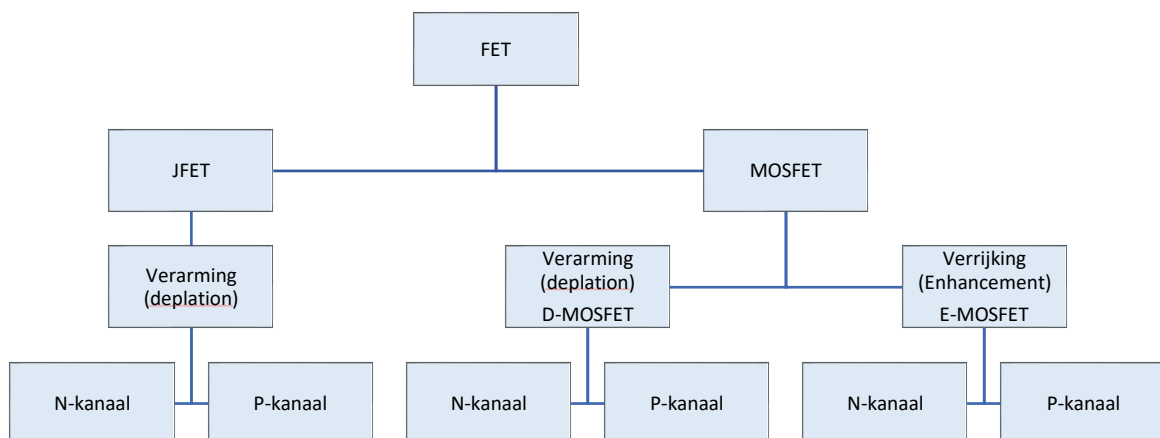 FET
JFET
MOSFET
Verarming
(deplation)
Verarming
(deplation)
D-MOSFET
Verrijking
(Enhancement)
E-MOSFET
N-kanaal
P-kanaal
N-kanaal
P-kanaal
N-kanaal
P-kanaal